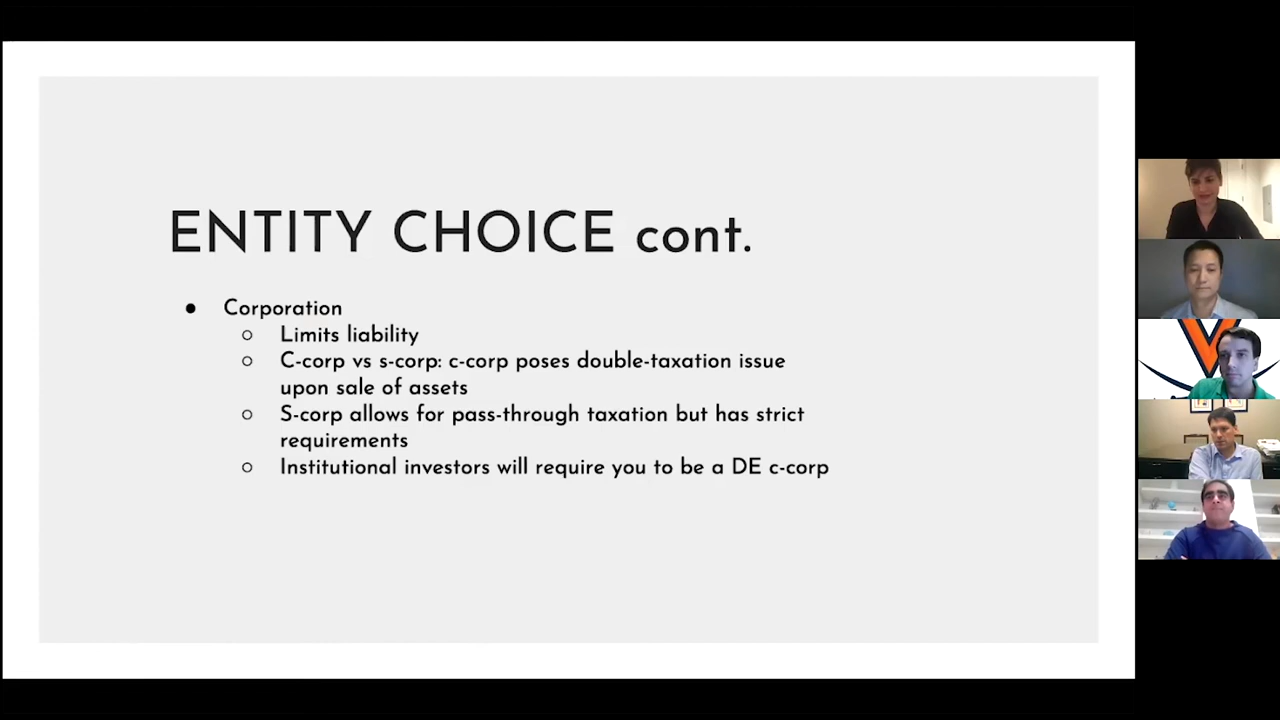 ENTITY CHOICE cont.
● Corporation
○ Limits liability
○ C-corp vs s-corp: c-corp poses double-taxation issue
upon sale of assets
○ S-corp allows for pass-through taxation but has strict
requirements
○ Institutional investors will require you to be a DE c-corp